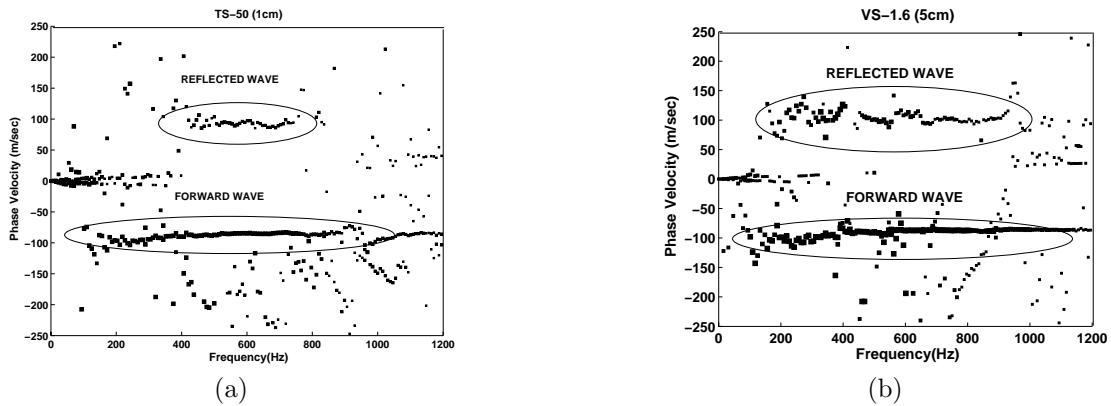 TS−50 (1cm)
250
200
150
100
50
0
−50
−100
−150
−200
−250
Phase Velocity (m/sec)
REFLECTED WAVE
FORWARD WAVE
0 200 400 600 800 1000 1200
Frequency(Hz)
(a)
VS−1.6 (5cm)
250
200
150
100
50
0
−50
−100
−150
−200
−250
Phase Velocity (m/sec)
REFLECTED WAVE
FORWARD WAVE
0 200 400 600 800 1000 1200
Frequency(Hz)
(b)